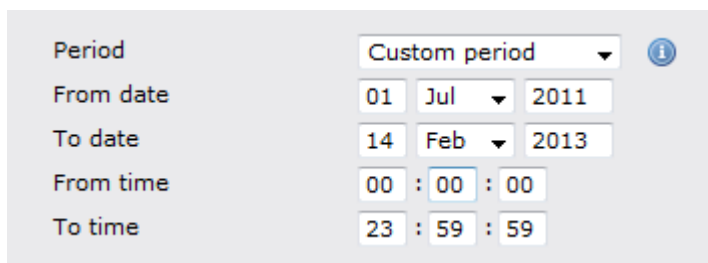 Period Custom period
From date 01 Jul 2011
To date 14 Feb 2013
From time 00 : 00 : 00
To time 23 : 59 : 59